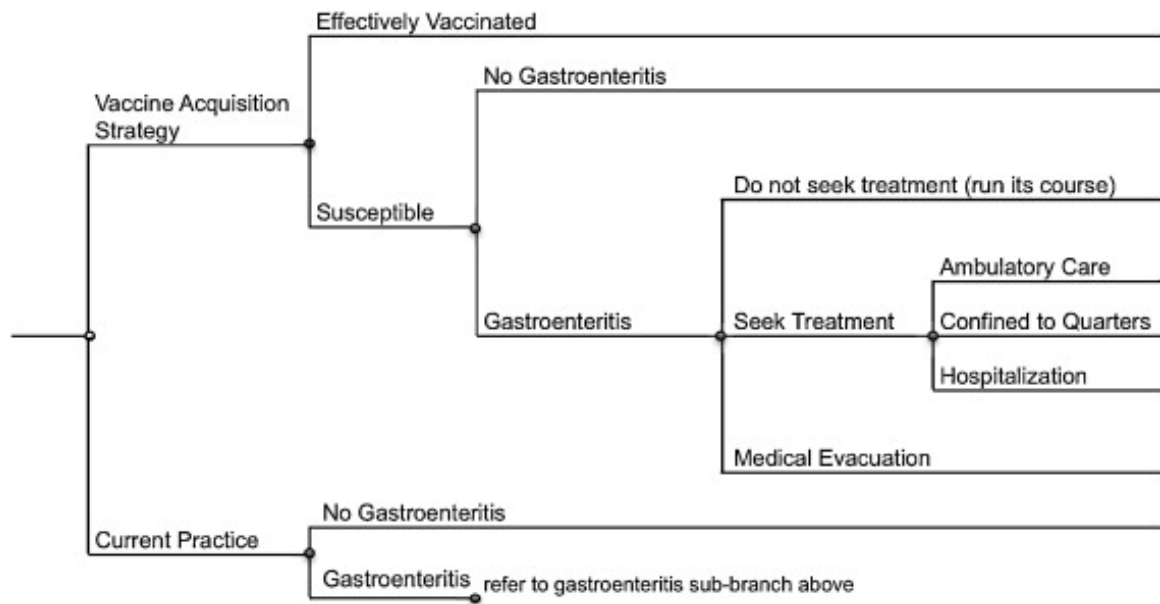 Effectively Vaccinated
No Gastroenteritis
Vaccine Acquisition
Strategy
Do not seek treatment (run its course)
Susceptible
Ambulatory Care
Gastroenteritis
Seek Treatment
Confined to Quarters
Hospitalization
Medical Evacuation
No Gastroenteritis
Current Practice
Gastroenteritis refer to gastroenteritis sub-branch above